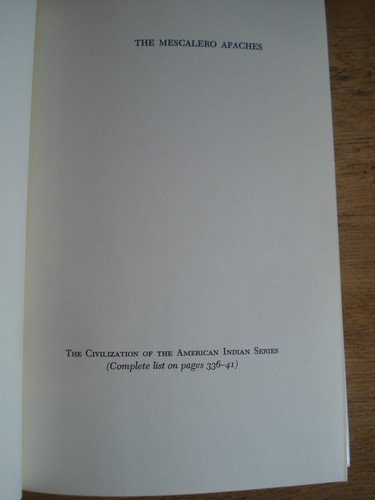 THE MESCALERO APACHES
THE CIVILIZATION OF THE AMERICAN INDIAN SERIES
(Complete list on pages 336–41)